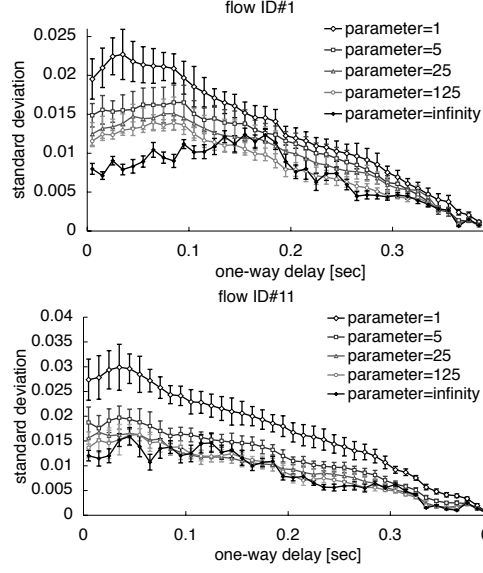 flow ID#1
0.025
0.02
0.015
0.01
0.005
0
standard deviation
parameter=1
parameter=5
parameter=25
parameter=125
parameter=infinity
0
0.1
0.2
0.3
one-way delay [sec]
flow ID#11
0.04
0.035
0.03
0.025
0.02
0.015
0.01
0.005
0
standard deviation
parameter=1
parameter=5
parameter=25
parameter=125
parameter=infinity
0
0.1
0.2
0.3
one-way delay [sec]